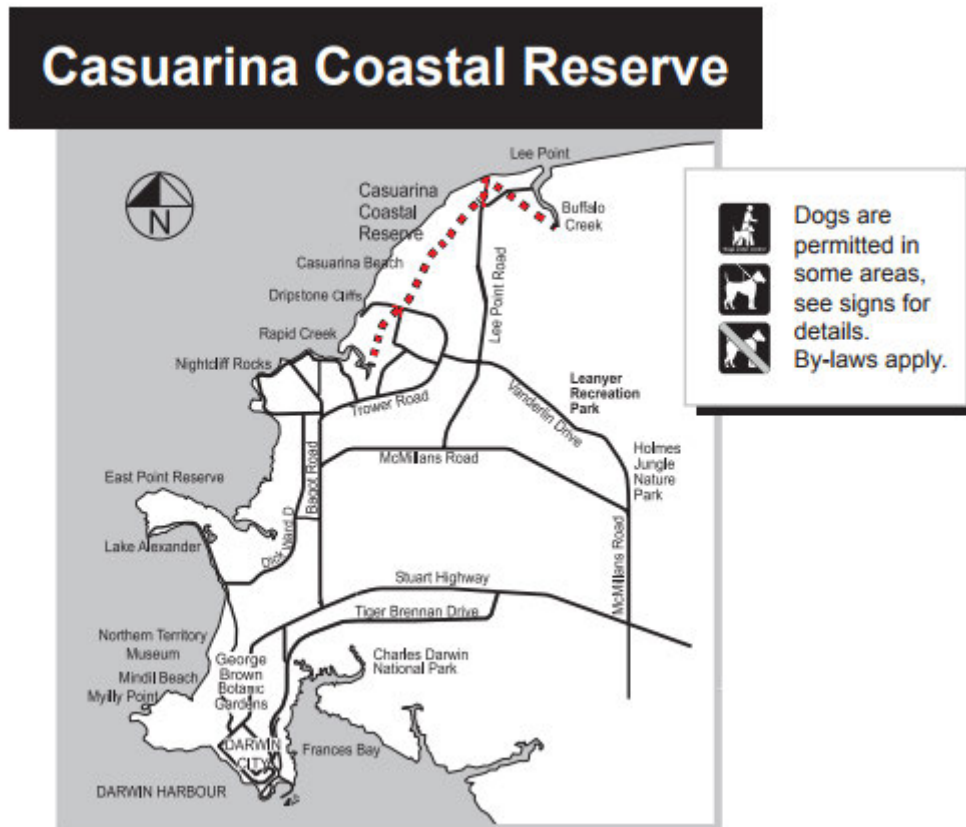 Casuarina Coastal Reserve
Lee Point
Casuarina
Coastal
Reserve
Buffalo
Creek
N
Casuarina Beach
Lee Point Road
Dripstone Cliffs
Rapid Creek
Nightcliff Rocks
Trower Road
Vanderlin Drive
Leanyer
Recreation
Park
McMillans Road
Holmes
Jungle
Nature
Park
East Point Reserve
Bagot Road
Lake Alexander
Dick Ward D
Stuart Highway
McMillans Road
Tiger Brennan Drive
Northern Territory
Museum
Mindil Beach
Myilly Point
George
Brown
Botanic
Gardens
Charles Darwin
National Park
DARWIN
CITY
Frances Bay
DARWIN HARBOUR
Dogs are
permitted in
some areas,
see signs for
details.
By-laws apply.